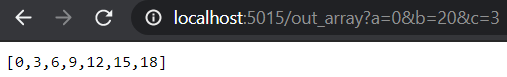 localhost:5015/out_array?a=0&b=20&c=3
[0,3,6,9,12,15,18]